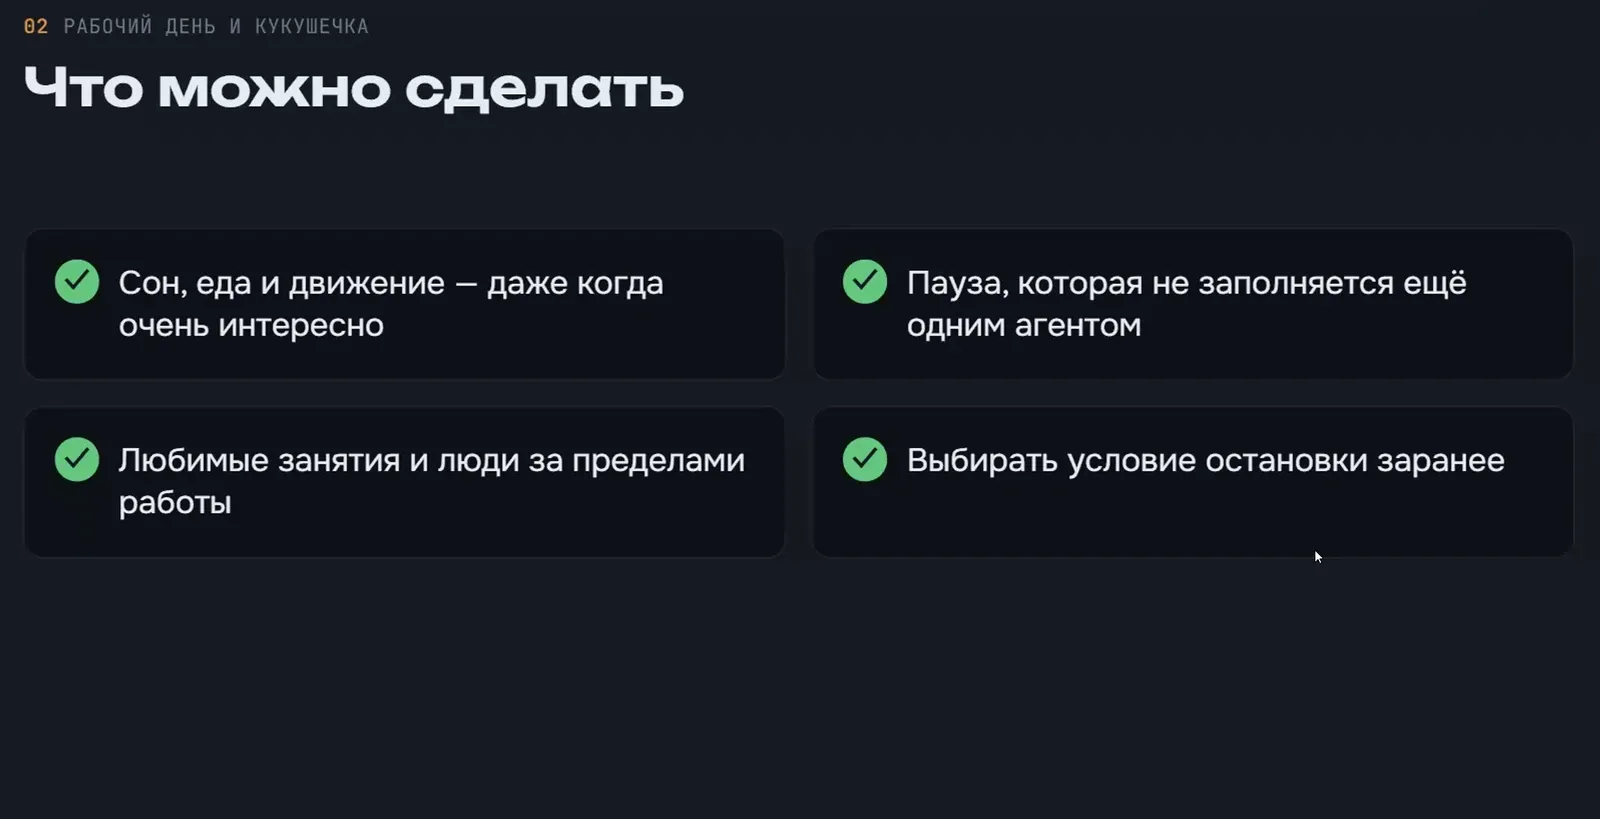 02 РАБОЧИЙ ДЕНЬ И КУКУШЕЧКА
Что можно сделать
Сон, еда и движение — даже когда
очень интересно
Пауза, которая не заполняется ещё
одним агентом
Любимые занятия и люди за пределами
работы
Выбирать условие остановки заранее